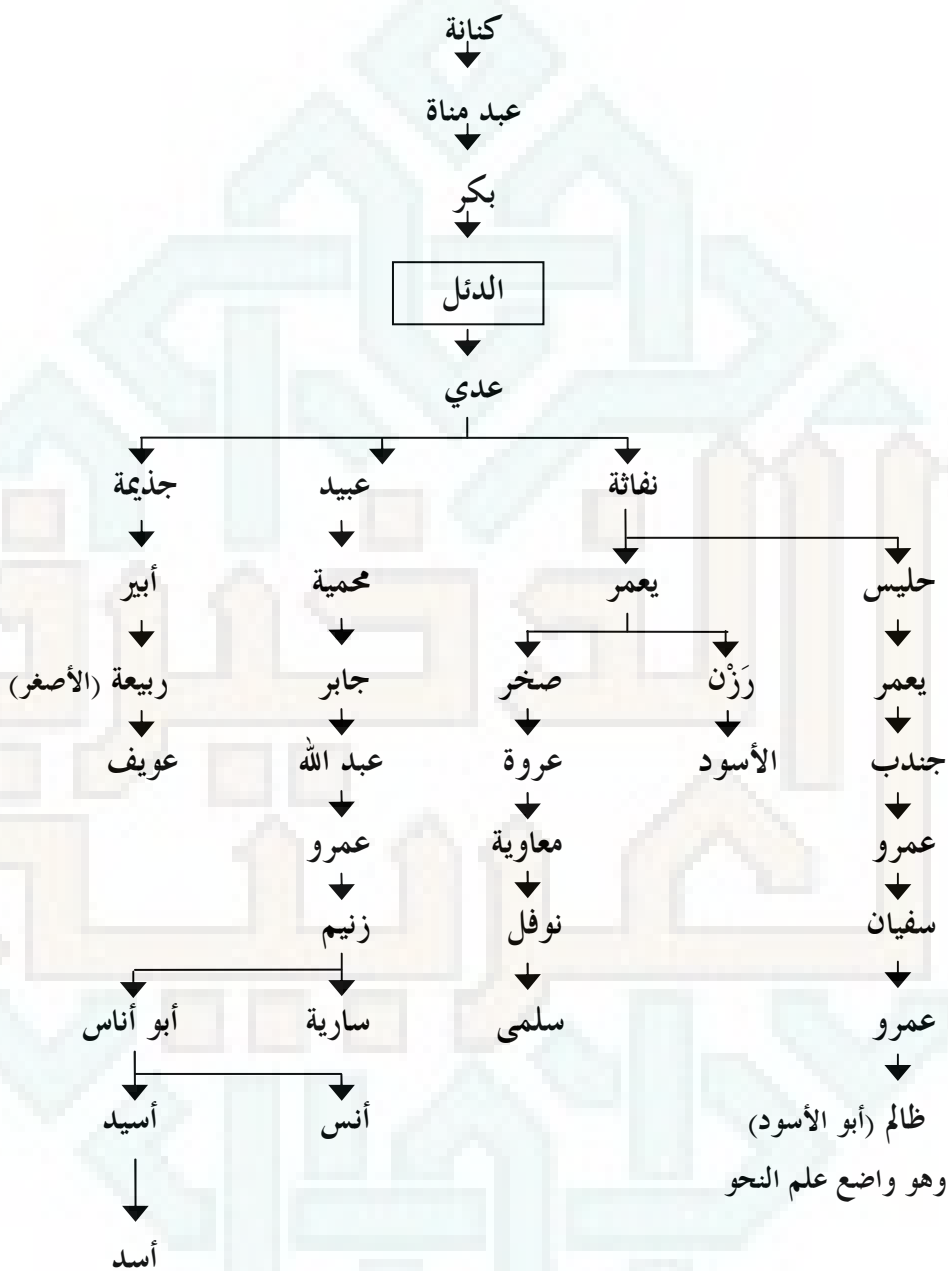 كنانة
عبد مناة
بكر
الدئل
عدي
نفاثة عبيد جذيمة
حليس يعمر محمية أبير
يعمر رَزْن صخر جابر ربيعة (الأصغر)
جندب الأسود عروة عبد الله عويف
عمرو معاوية عمرو
سفيان نوفل زنيم
عمرو سلمى سارية أبو أناس
ظالم (أبو الأسود) أنس أسيد
وهو واضع علم النحو
أسد